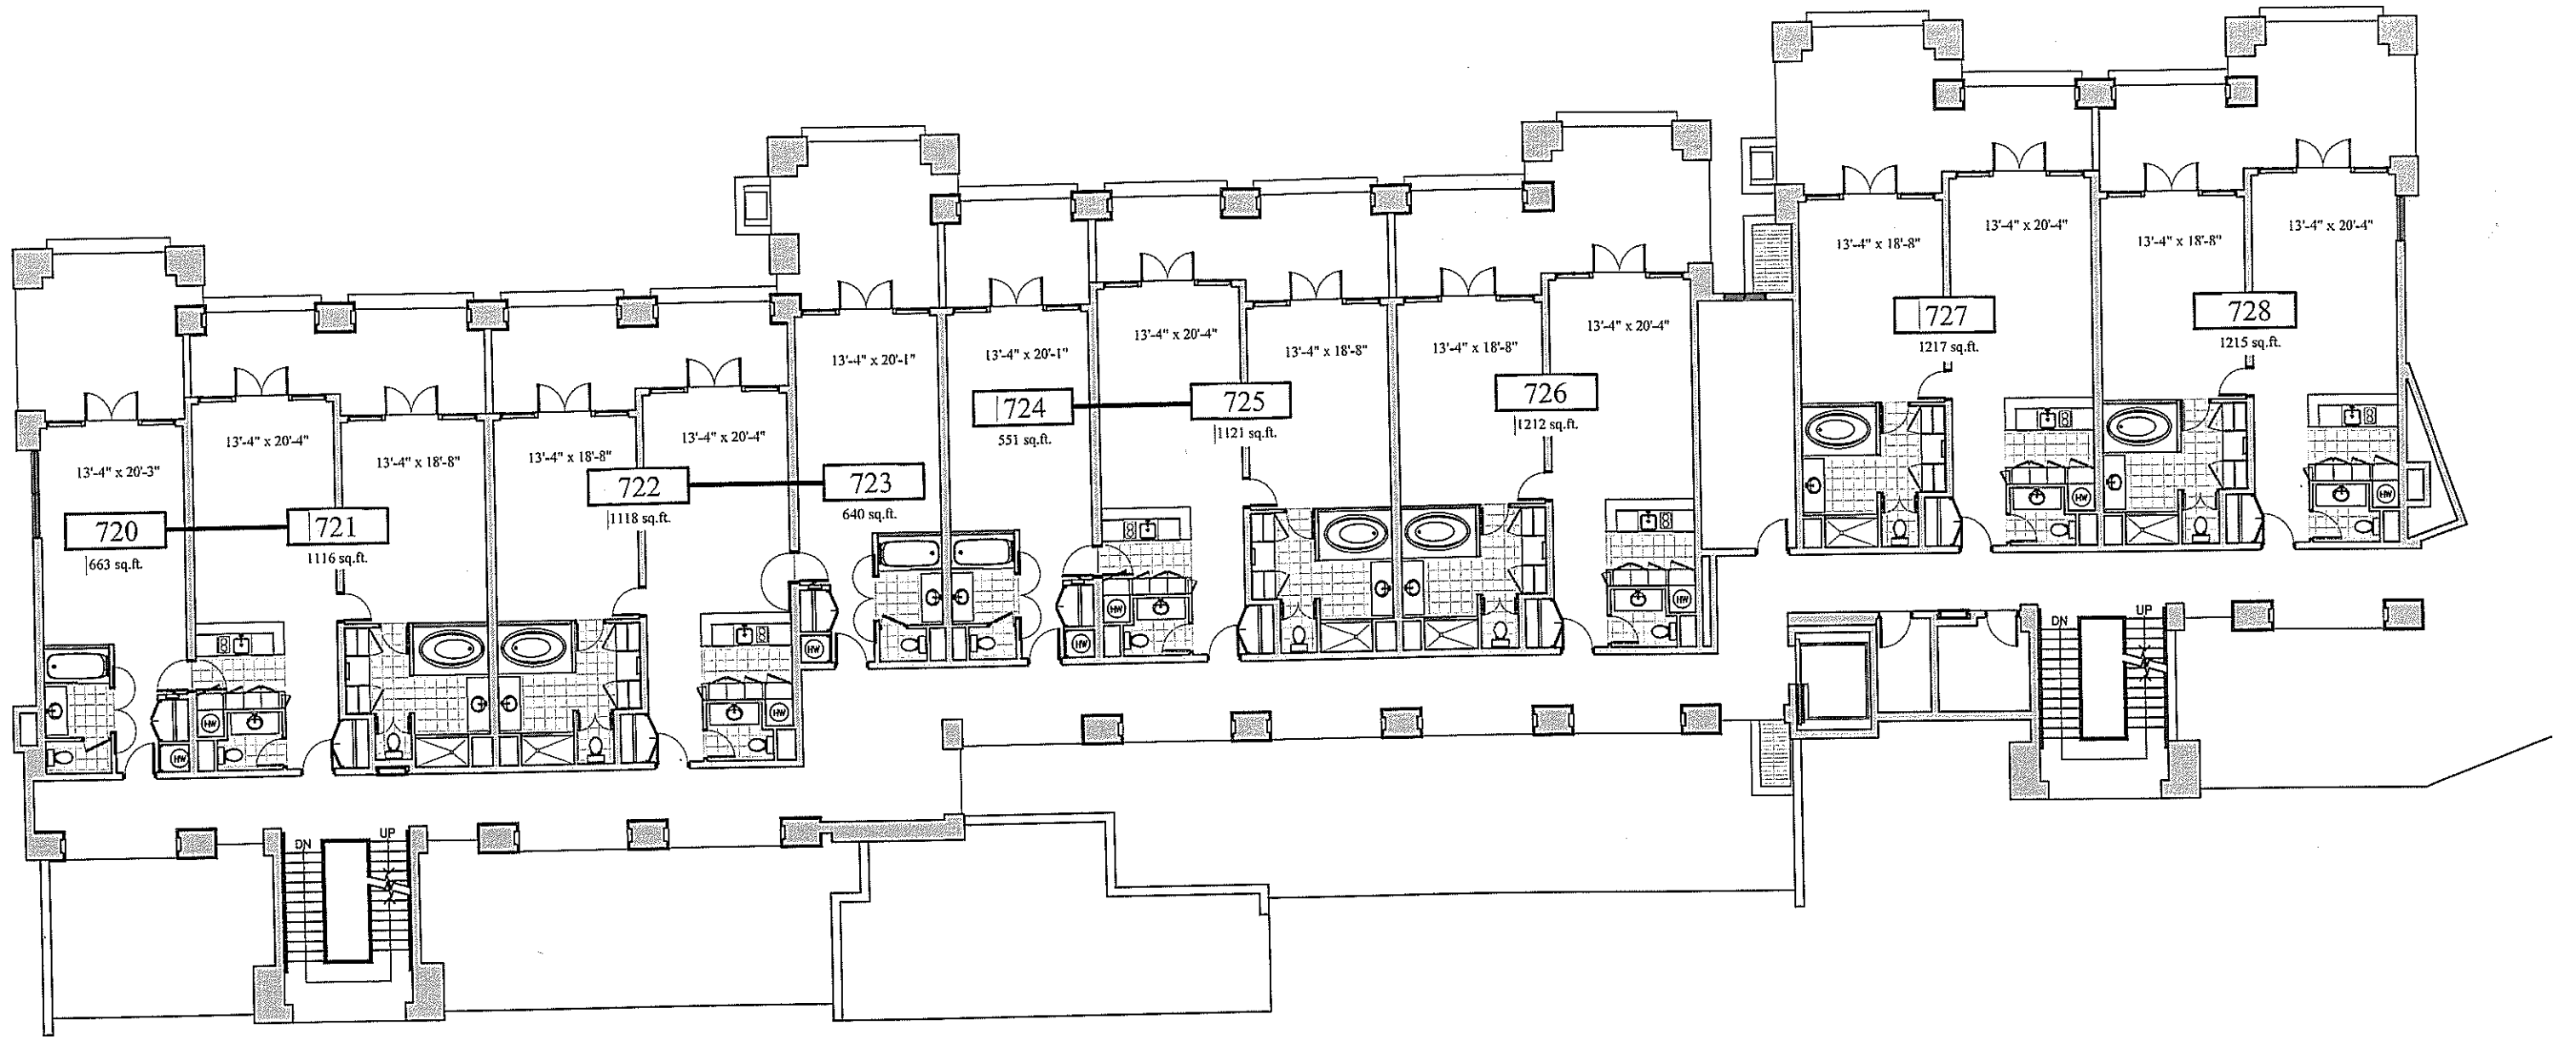 13'-4" x 20'-3"
720
663 sq.ft.
HW
13'-4" x 20'-4"
721
1116 sq.ft.
HW
13'-4" x 18'-8"
13'-4" x 18'-8"
722
1118 sq.ft.
13'-4" x 20'-4"
HW
13'-4" x 20'-1"
723
640 sq.ft.
HW
13'-4" x 20'-1"
724
551 sq.ft.
HW
13'-4" x 20'-4"
725
1121 sq.ft.
HW
13'-4" x 18'-8"
13'-4" x 18'-8"
726
1212 sq.ft.
13'-4" x 20'-4"
HW
13'-4" x 18'-8"
727
1217 sq.ft.
13'-4" x 20'-4"
HW
13'-4" x 18'-8"
728
1215 sq.ft.
13'-4" x 20'-4"
HW
DN
UP
DN
UP